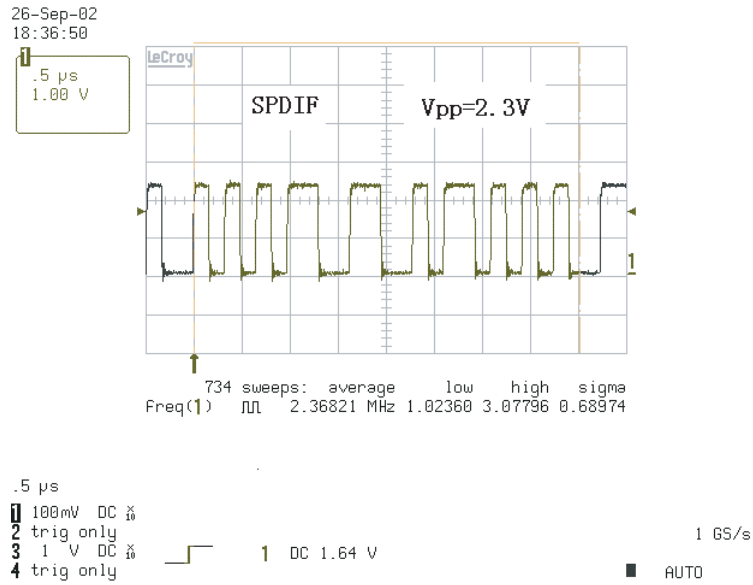 26-Sep-02
18:36:50
1
.5 µs
1.00 V
LeCroy
SPDIF
Vpp=2.3V
1
734 sweeps: average low high sigma
Freq(1) 2.36821 MHz 1.02360 3.07796 0.68974
.5 µs
1 100mV DC X10
2 trig only
3 1 V DC X10
4 trig only
1 DC 1.64 V
1 GS/s
AUTO